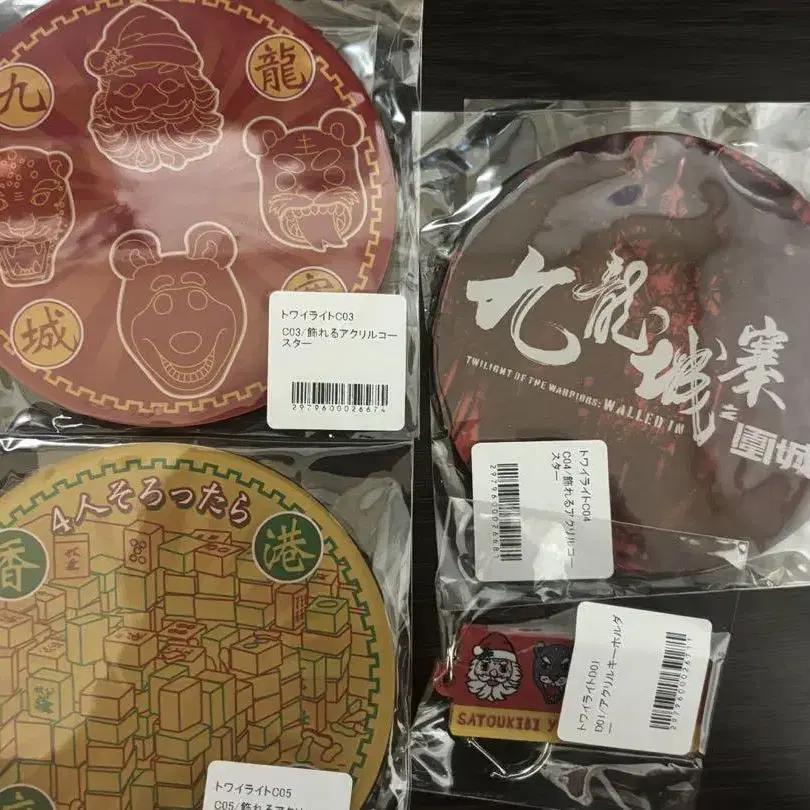 九
龍
城
トワイライトC03
C03/飾れるアクリルコー
スター
2979600026674
九龍城寨
之
圍城
TWILIGHT OF THE WARRIORS: WALLED IN
トワイライトC04
C04/飾れるアクリルコー
スター
2979600026681
4人そろったら
香
港
トワイライトC05
C05/飾れるアクリル
トワイライトD01
D01/アクリルキーホルダ
ー
2979600026711
SATOUKIBI